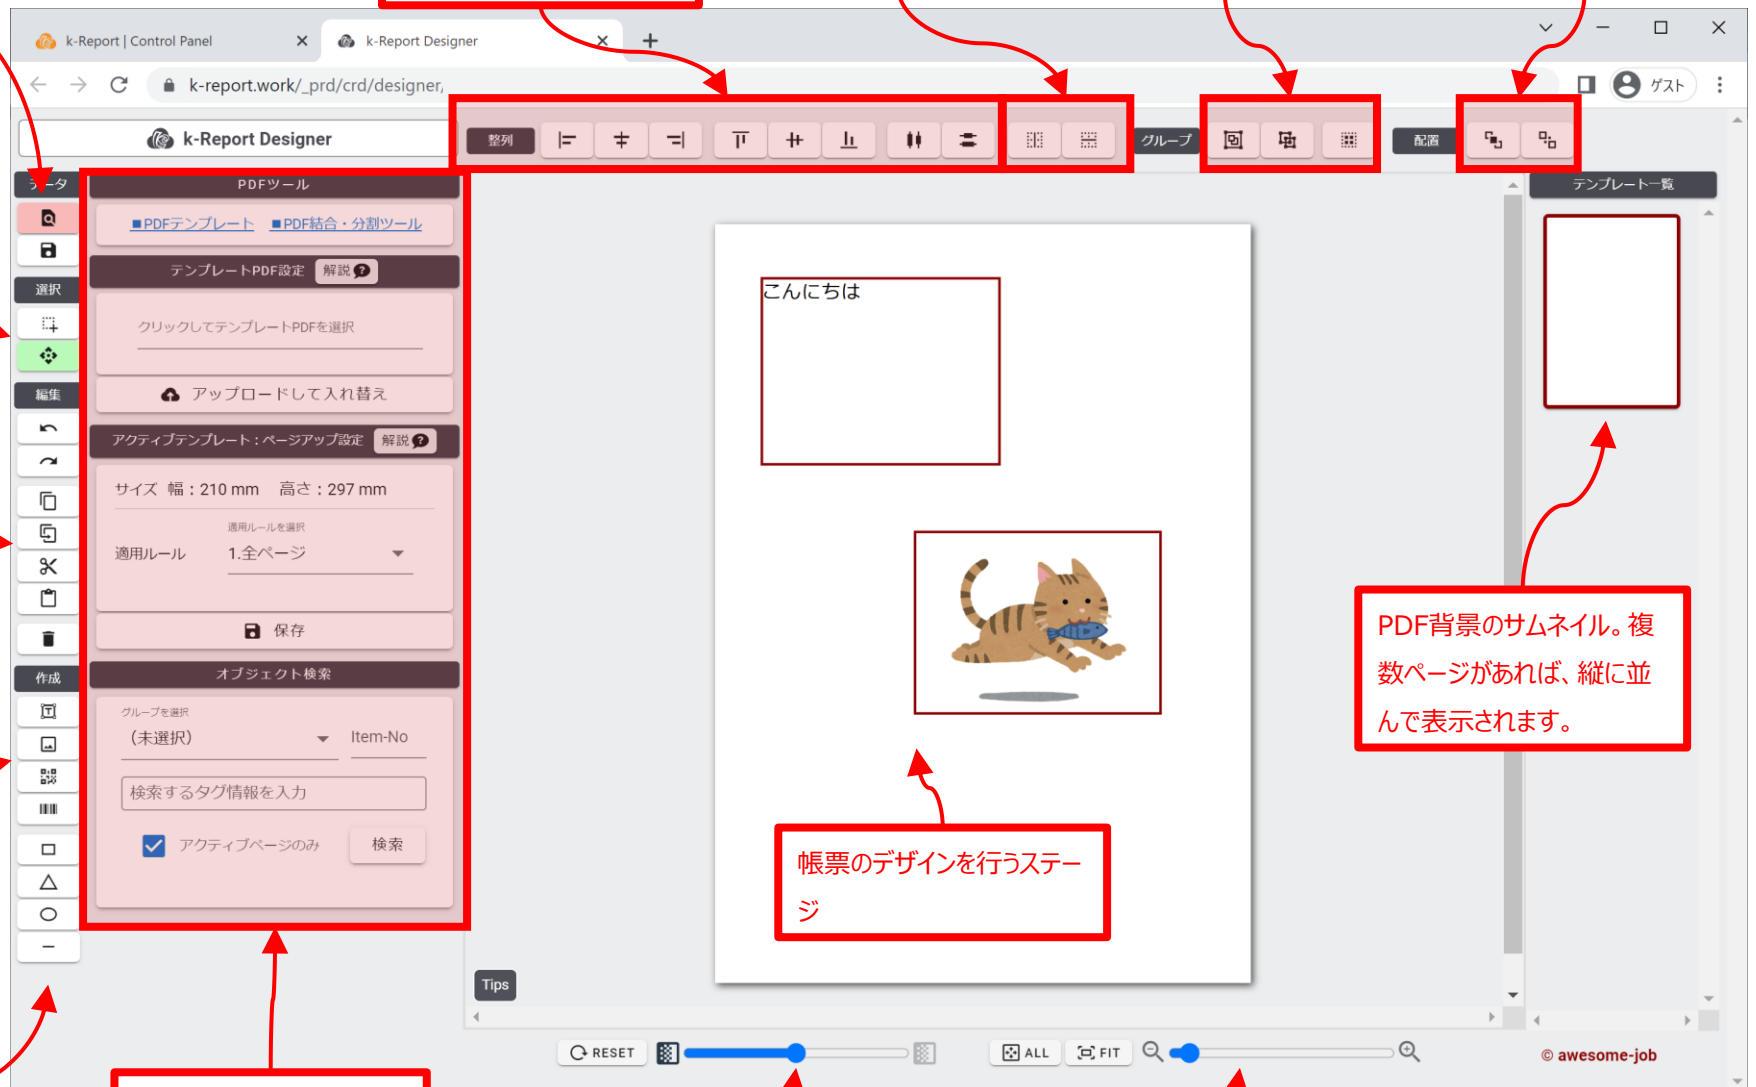 k-Report | Control Panel
k-Report Designer
k-report.work/_prd/crd/designer,
ゲスト
k-Report Designer
整列
グループ
配置
データ
PDFツール
■PDFテンプレート ■PDF結合・分割ツール
テンプレートPDF設定 解説
クリックしてテンプレートPDFを選択
アップロードして入れ替え
アクティブテンプレート：ページアップ設定 解説
サイズ 幅：210 mm 高さ：297 mm
適用ルールを選択
適用ルール 1.全ページ
保存
オブジェクト検索
グループを選択
（未選択） Item-No
検索するタグ情報を入力
アクティブページのみ 検索
選択
編集
作成
こんにちは
帳票のデザインを行うステー
ジ
テンプレート一覧
PDF背景のサムネイル。複
数ページがあれば、縦に並
んで表示されます。
Tips
RESET
ALL
FIT
© awesome-job